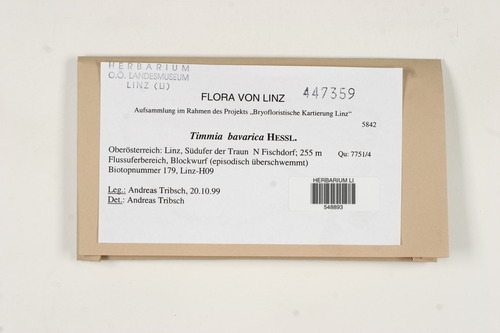 HERBARIUM
O.Ö. LANDESMUSEUM
LINZ (LI)
FLORA VON LINZ
447359
Aufsammlung im Rahmen des Projekts „Bryofloristische Kartierung Linz"
5842
Timmia bavarica HESSL.
Oberösterreich: Linz, Südufer der Traun N Fischdorf; 255 m
Qu: 7751/4
Flussuferbereich, Blockwurf (episodisch überschwemmt)
Biotopnummer 179, Linz-H09
HERBARIUM LI
548893
Leg.: Andreas Tribsch, 20.10.99
Det.: Andreas Tribsch